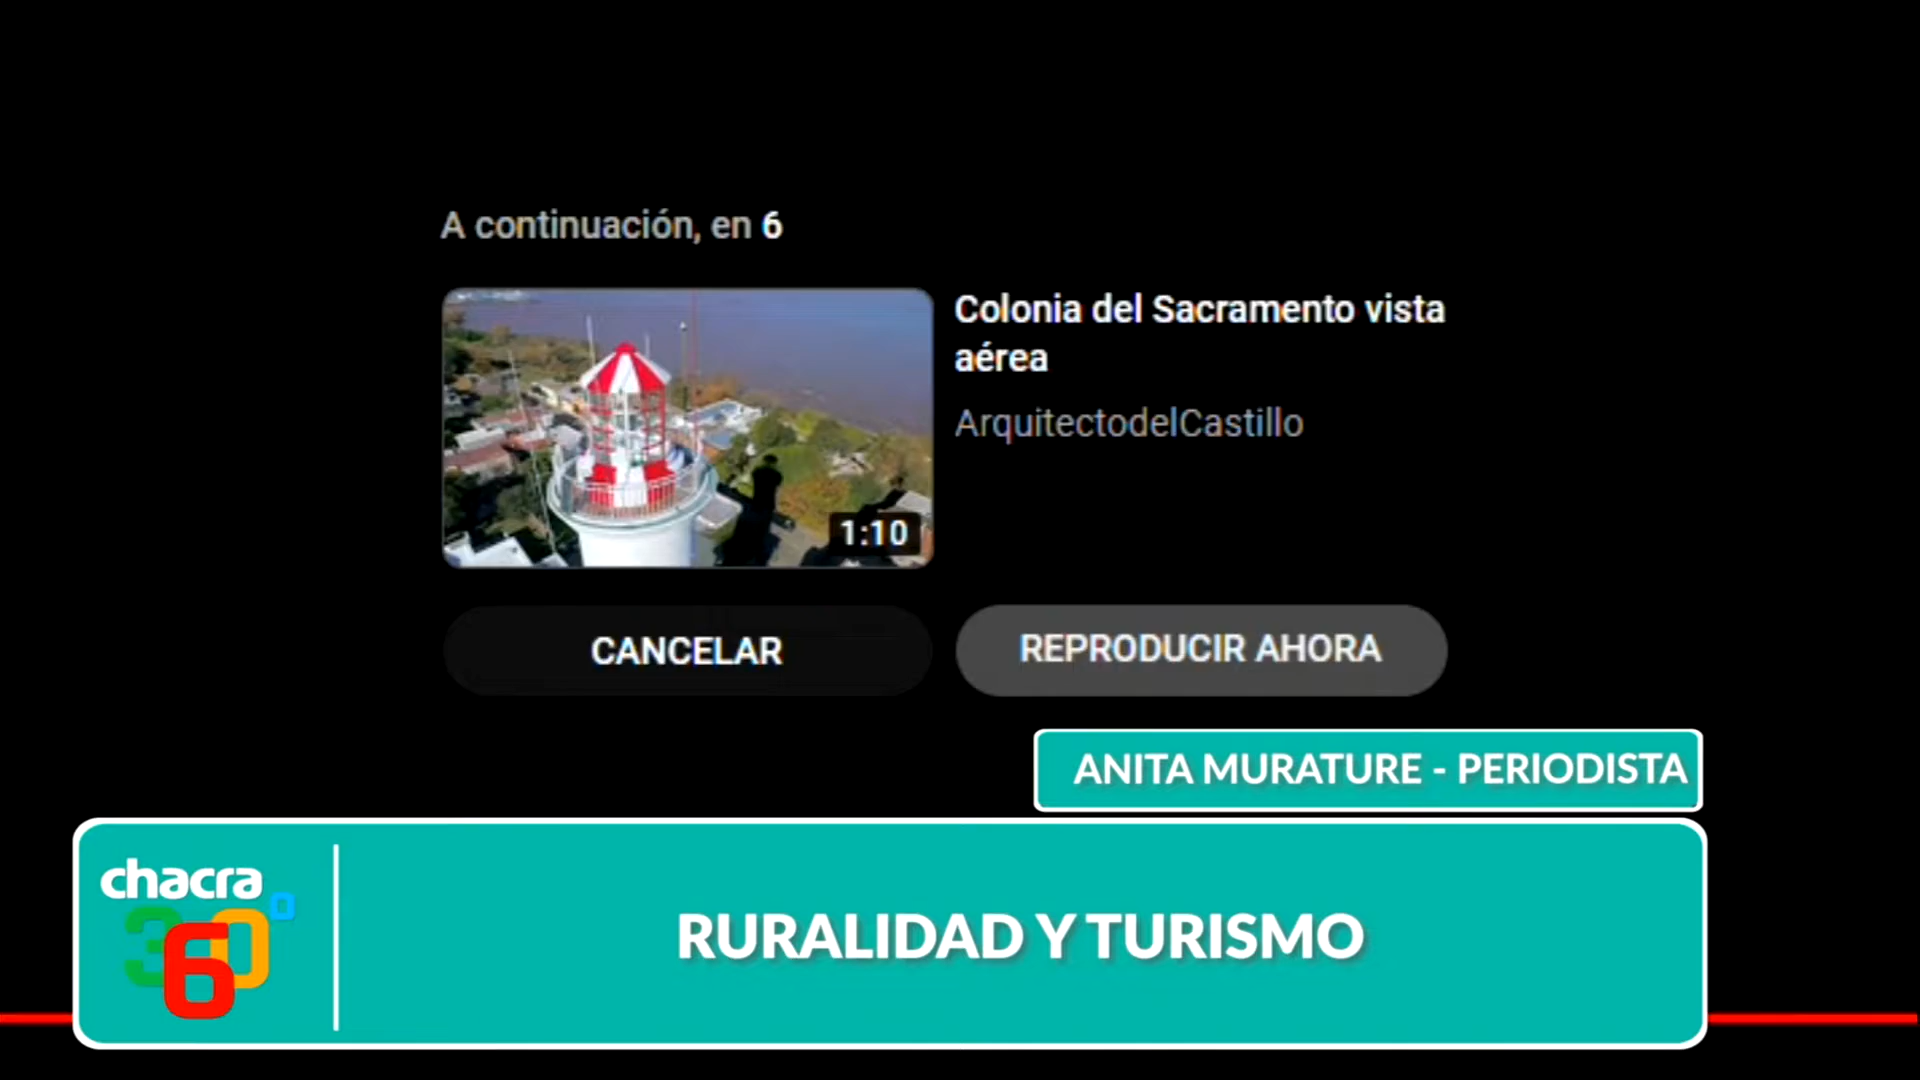 A continuación, en 6
Colonia del Sacramento vista
aérea
ArquitectodelCastillo
1:10
CANCELAR
REPRODUCIR AHORA
ANITA MURATURE - PERIODISTA
chacra
360°
RURALIDAD Y TURISMO